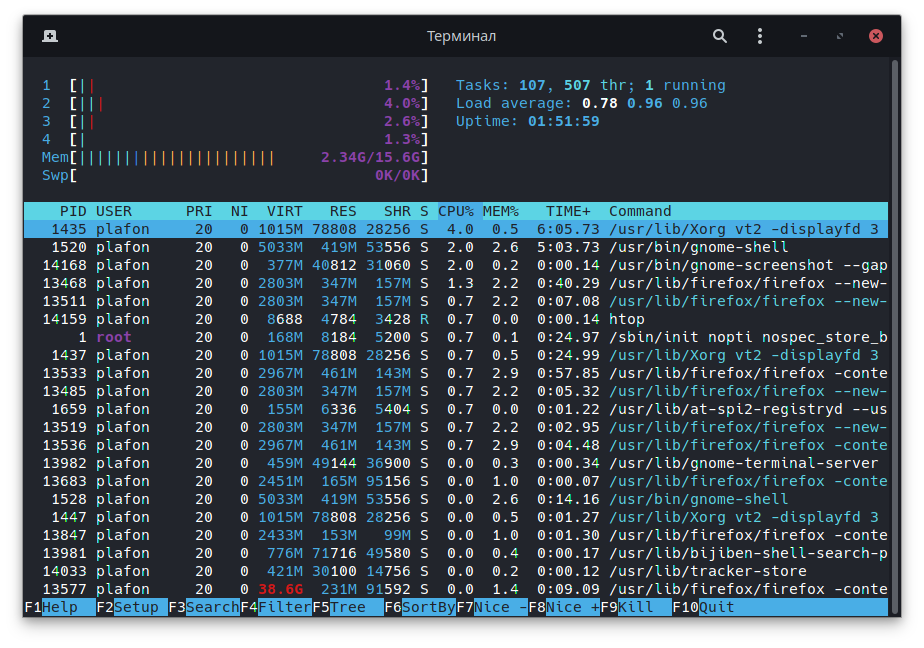 Терминал
1 [|| 1.4%] Tasks: 107, 507 thr; 1 running
2 [||| 4.0%] Load average: 0.78 0.96 0.96
3 [|| 2.6%] Uptime: 01:51:59
4 [| 1.3%]
Mem[||||||||||||||||||||||| 2.34G/15.6G]
Swp[ 0K/0K]
PID USER PRI NI VIRT RES SHR S CPU% MEM% TIME+ Command
1435 plafon 20 0 1015M 78808 28256 S 4.0 0.5 6:05.73 /usr/lib/Xorg vt2 -displayfd 3
1520 plafon 20 0 5033M 419M 53556 S 2.0 2.6 5:03.73 /usr/bin/gnome-shell
14168 plafon 20 0 377M 40812 31060 S 2.0 0.2 0:00.14 /usr/bin/gnome-screenshot --gap
13468 plafon 20 0 2803M 347M 157M S 1.3 2.2 0:40.29 /usr/lib/firefox/firefox --new-
13511 plafon 20 0 2803M 347M 157M S 0.7 2.2 0:07.08 /usr/lib/firefox/firefox --new-
14159 plafon 20 0 8688 4784 3428 R 0.7 0.0 0:00.14 htop
1 root 20 0 168M 8184 5200 S 0.7 0.1 0:24.97 /sbin/init nopti nospec_store_b
1437 plafon 20 0 1015M 78808 28256 S 0.7 0.5 0:24.99 /usr/lib/Xorg vt2 -displayfd 3
13533 plafon 20 0 2967M 461M 143M S 0.7 2.9 0:57.85 /usr/lib/firefox/firefox -conte
13485 plafon 20 0 2803M 347M 157M S 0.7 2.2 0:05.32 /usr/lib/firefox/firefox --new-
1659 plafon 20 0 155M 6336 5404 S 0.7 0.0 0:01.22 /usr/lib/at-spi2-registryd --us
13519 plafon 20 0 2803M 347M 157M S 0.7 2.2 0:02.95 /usr/lib/firefox/firefox --new-
13536 plafon 20 0 2967M 461M 143M S 0.7 2.9 0:04.48 /usr/lib/firefox/firefox -conte
13982 plafon 20 0 459M 49144 36900 S 0.0 0.3 0:00.34 /usr/lib/gnome-terminal-server
13683 plafon 20 0 2451M 165M 95156 S 0.0 1.0 0:00.07 /usr/lib/firefox/firefox -conte
1528 plafon 20 0 5033M 419M 53556 S 0.0 2.6 0:14.16 /usr/bin/gnome-shell
1447 plafon 20 0 1015M 78808 28256 S 0.0 0.5 0:01.27 /usr/lib/Xorg vt2 -displayfd 3
13847 plafon 20 0 2433M 153M 99M S 0.0 1.0 0:01.30 /usr/lib/firefox/firefox -conte
13981 plafon 20 0 776M 71716 49580 S 0.0 0.4 0:00.17 /usr/lib/bijiben-shell-search-p
14033 plafon 20 0 421M 30100 14756 S 0.0 0.2 0:00.12 /usr/lib/tracker-store
13577 plafon 20 0 38.6G 231M 91592 S 0.0 1.4 0:09.09 /usr/lib/firefox/firefox -conte
F1Help F2Setup F3SearchF4FilterF5Tree F6SortByF7Nice -F8Nice +F9Kill F10Quit